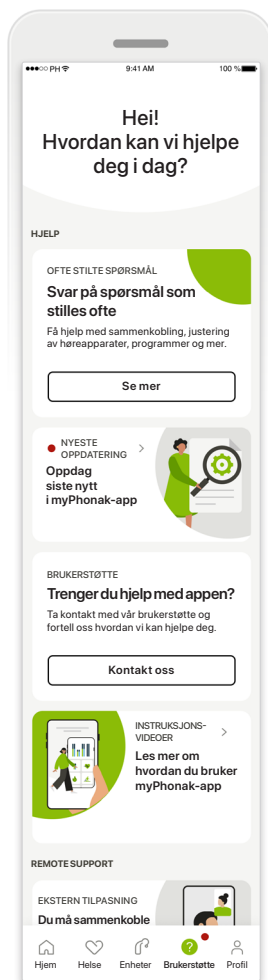 PH
9:41 AM
100 %
Hei!
Hvordan kan vi hjelpe
deg i dag?
HJELP
OFTE STILTE SPØRSMÅL
Svar på spørsmål som
stilles ofte
Få hjelp med sammenkobling, justering
av høreapparater, programmer og mer.
Se mer
NYESTE
OPPDATERING
Oppdag
siste nytt
i myPhonak-app
BRUKERSTØTTE
Trenger du hjelp med appen?
Ta kontakt med vår brukerstøtte og
fortell oss hvordan vi kan hjelpe deg.
Kontakt oss
INSTRUKSJONS-
VIDEOER
Les mer om
hvordan du bruker
myPhonak-app
REMOTE SUPPORT
EKSTERN TILPASNING
Du må sammenkoble
?
Hjem
Helse
Enheter
Brukerstøtte
Profil